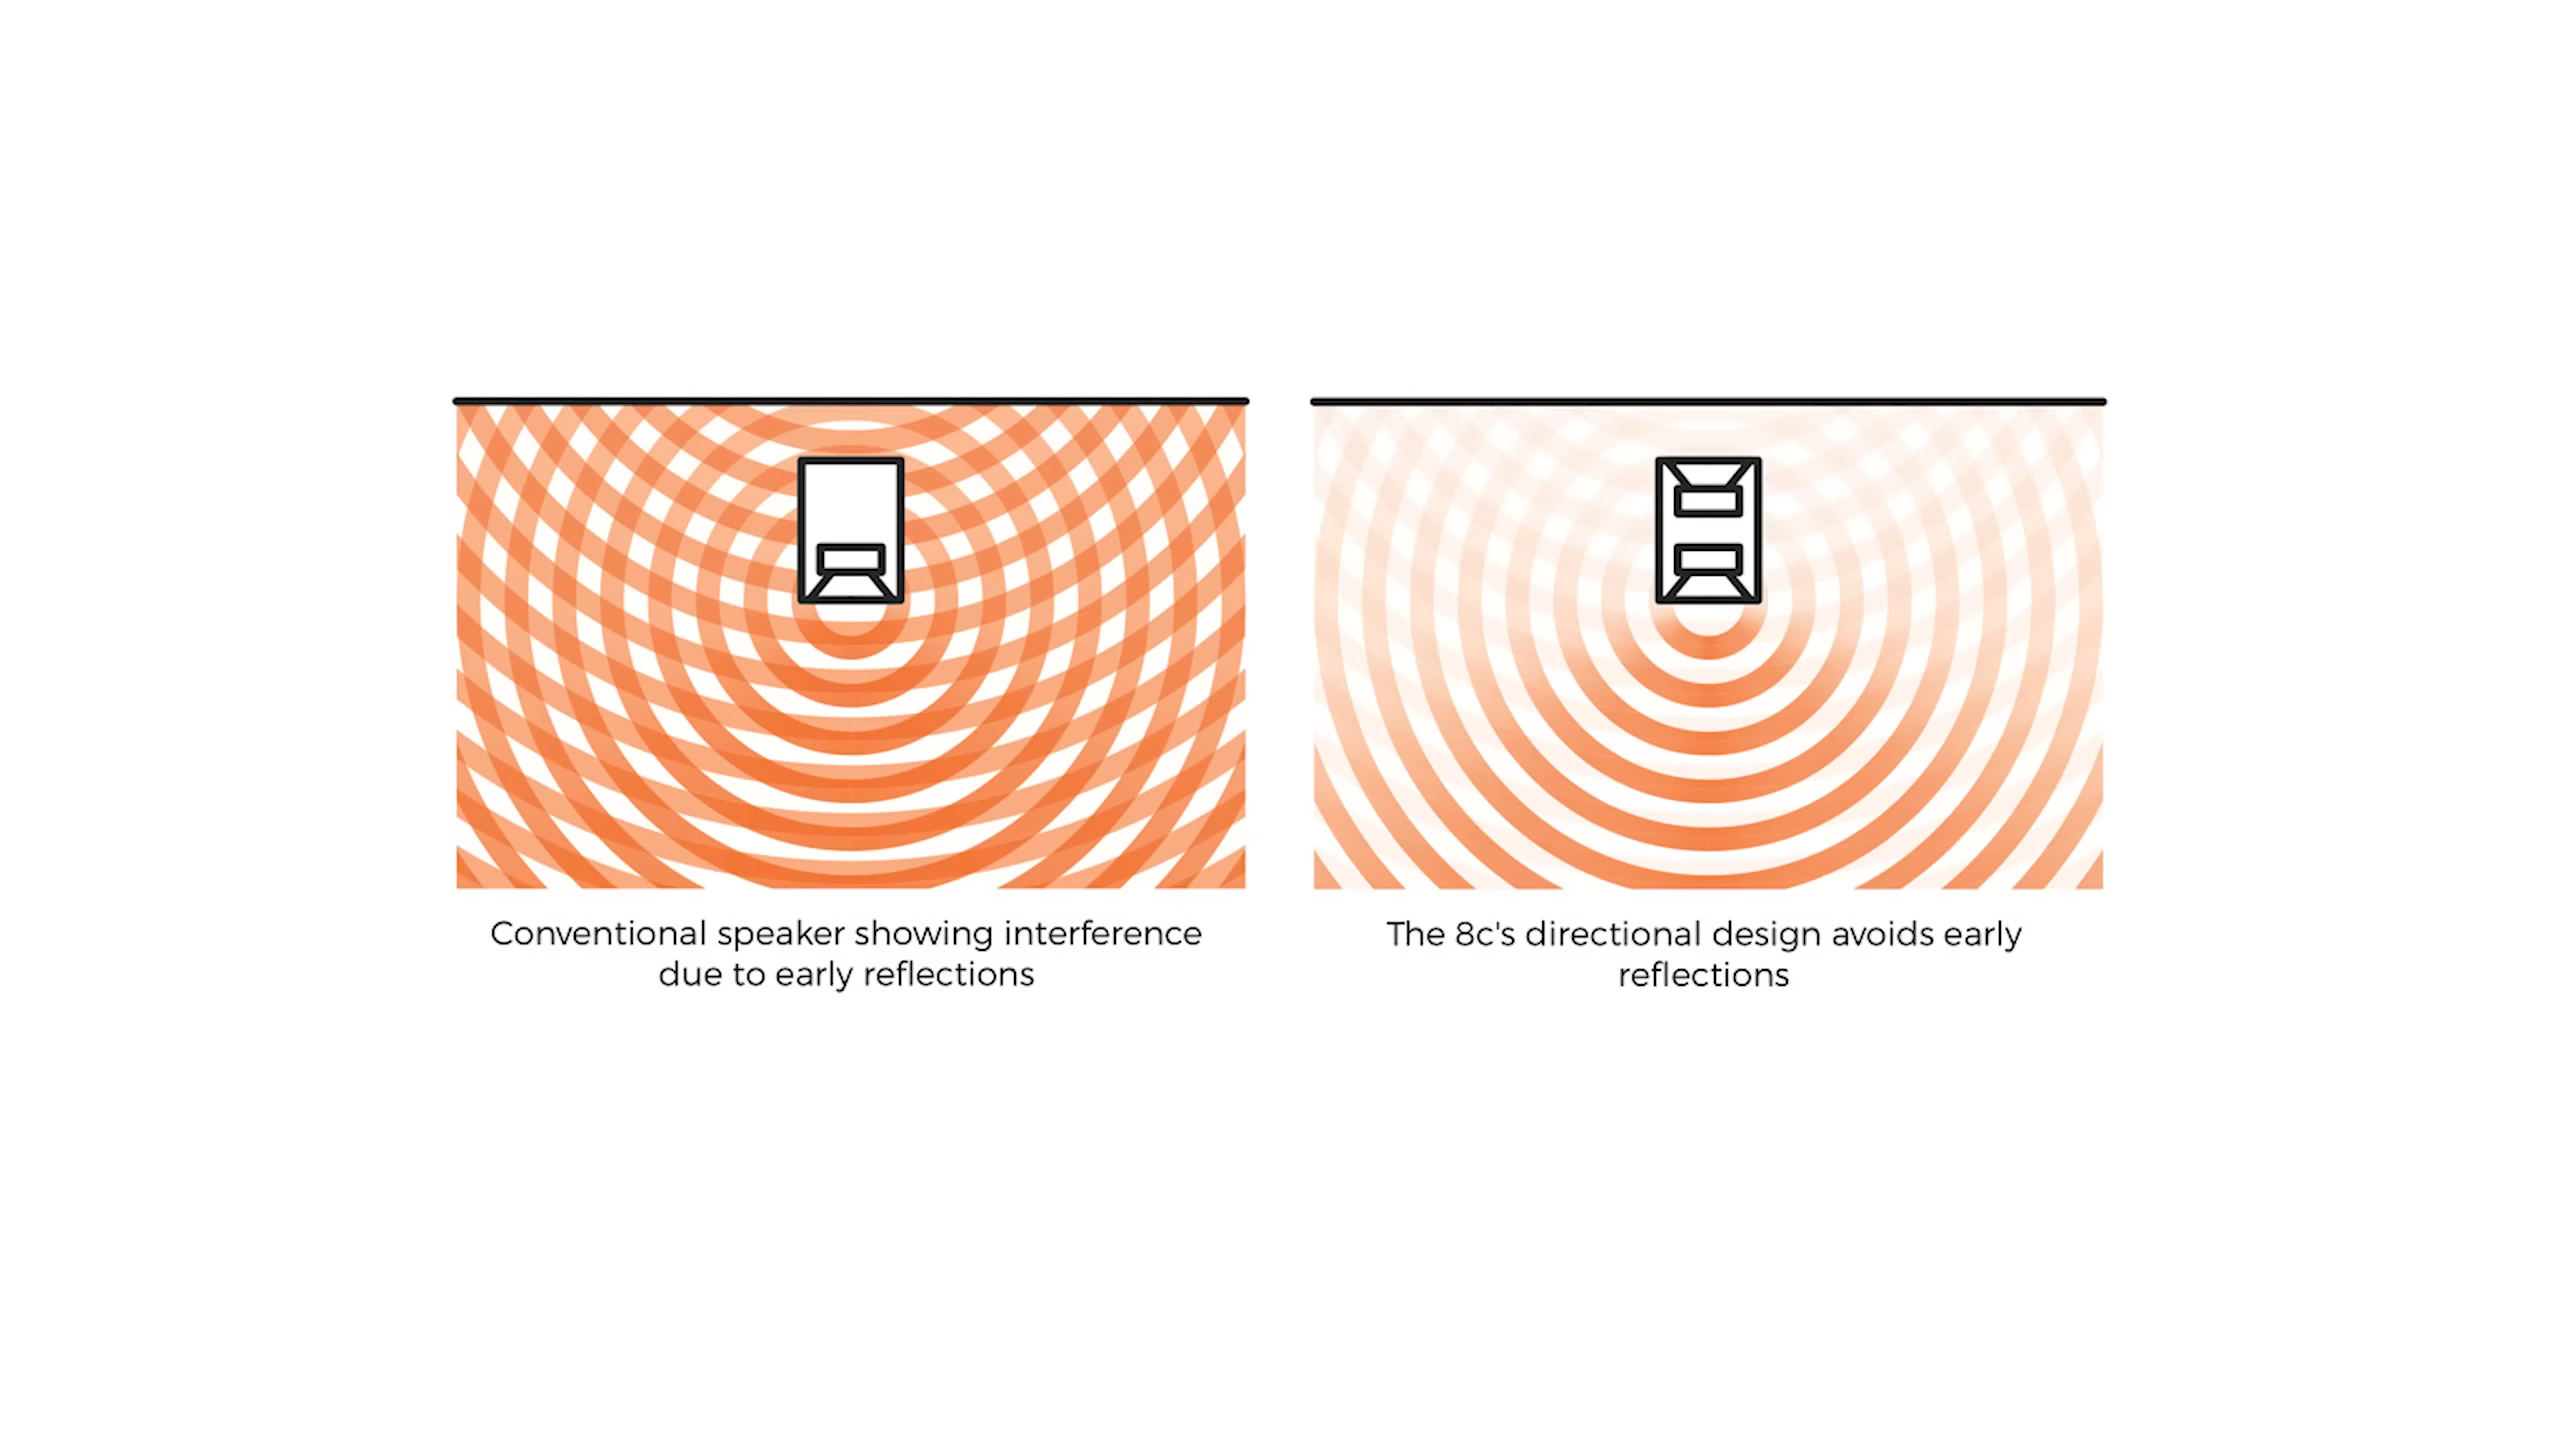 Conventional speaker showing interference
due to early reflections
The 8c's directional design avoids early
reflections